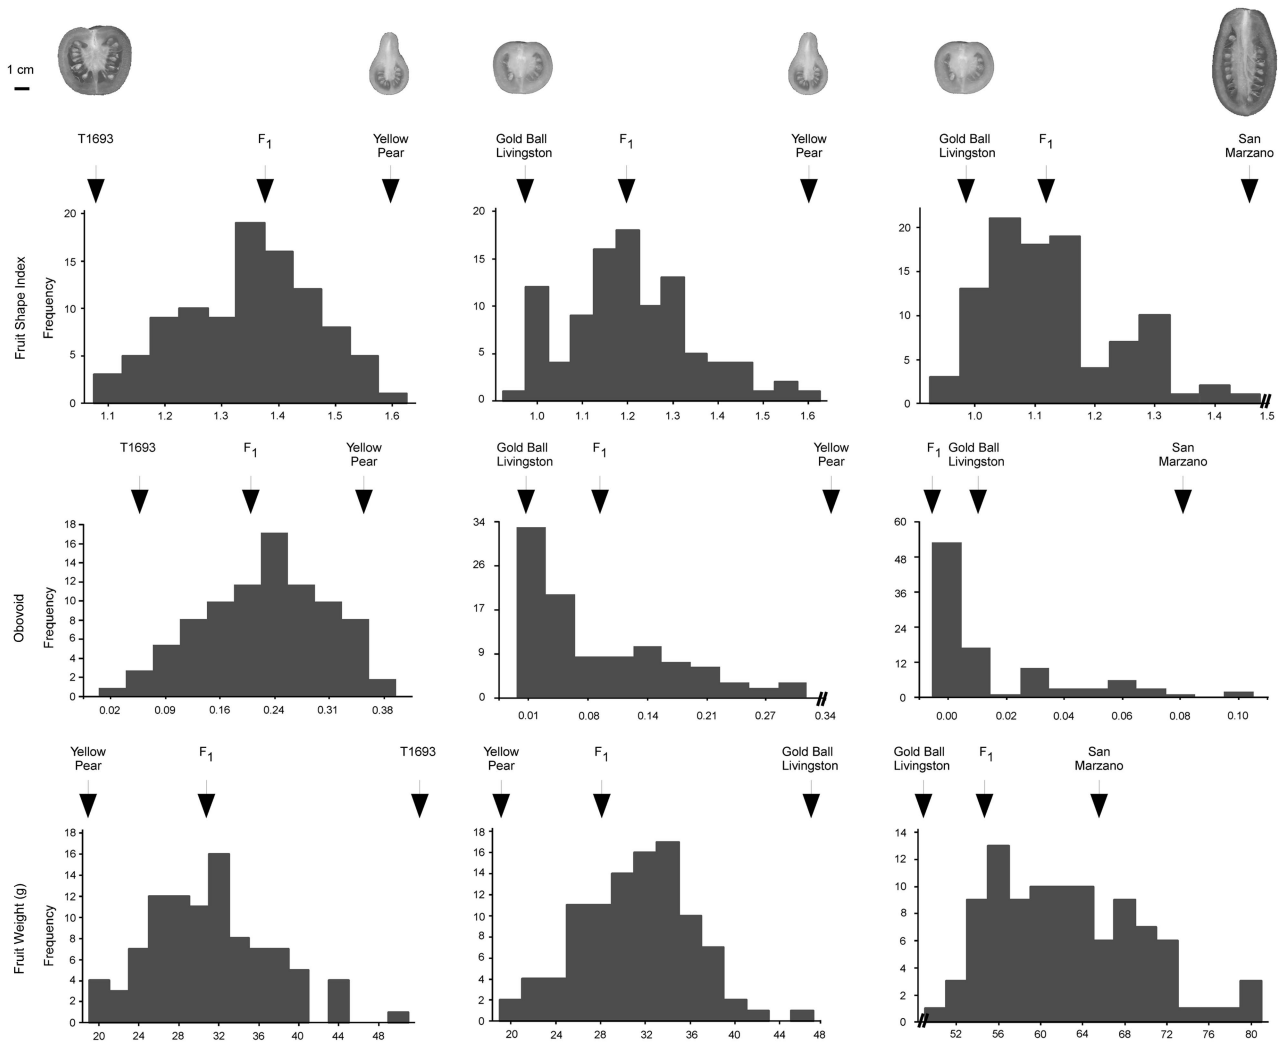 1 cm
T1693
F1
Yellow
Pear
Gold Ball
Livingston
F1
Yellow
Pear
Gold Ball
Livingston
F1
San
Marzano
Fruit Shape Index
Frequency
20
15
10
5
0
1.1 1.2 1.3 1.4 1.5 1.6
20
15
10
5
0
1.0 1.1 1.2 1.3 1.4 1.5 1.6
20
15
10
5
0
1.0 1.1 1.2 1.3 1.4 1.5
T1693
F1
Yellow
Pear
Gold Ball
Livingston
F1
Yellow
Pear
F1
Gold Ball
Livingston
San
Marzano
Obovoid
Frequency
18
16
14
12
10
8
6
4
2
0
0.02 0.09 0.16 0.24 0.31 0.38
34
26
17
9
0
0.01 0.08 0.14 0.21 0.27 0.34
60
48
36
24
12
0
0.00 0.02 0.04 0.06 0.08 0.10
Yellow
Pear
F1
T1693
Yellow
Pear
F1
Gold Ball
Livingston
Gold Ball
Livingston
F1
San
Marzano
Fruit Weight (g)
Frequency
18
16
14
12
10
8
6
4
2
0
20 24 28 32 36 40 44 48
18
16
14
12
10
8
6
4
2
0
20 24 28 32 36 40 44 48
14
12
10
8
6
4
2
0
52 56 60 64 68 72 76 80